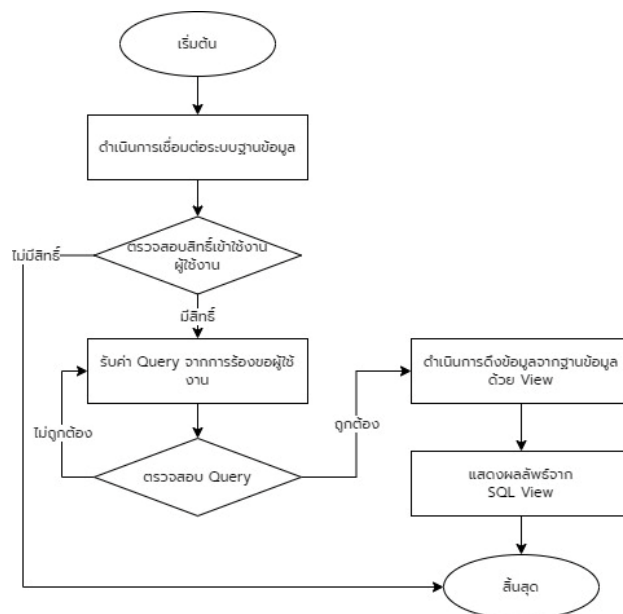 เริ่มต้น
ดำเนินการเชื่อมต่อระบบฐานข้อมูล
ตรวจสอบสิทธิ์เข้าใช้งาน
ผู้ใช้งาน
ไม่มีสิทธิ์
มีสิทธิ์
รับค่า Query จากการร้องขอผู้ใช้
งาน
ดำเนินการดึงข้อมูลจากฐานข้อมูล
ด้วย View
ไม่ถูกต้อง
ถูกต้อง
ตรวจสอบ Query
แสดงผลลัพธ์จาก
SQL View
สิ้นสุด